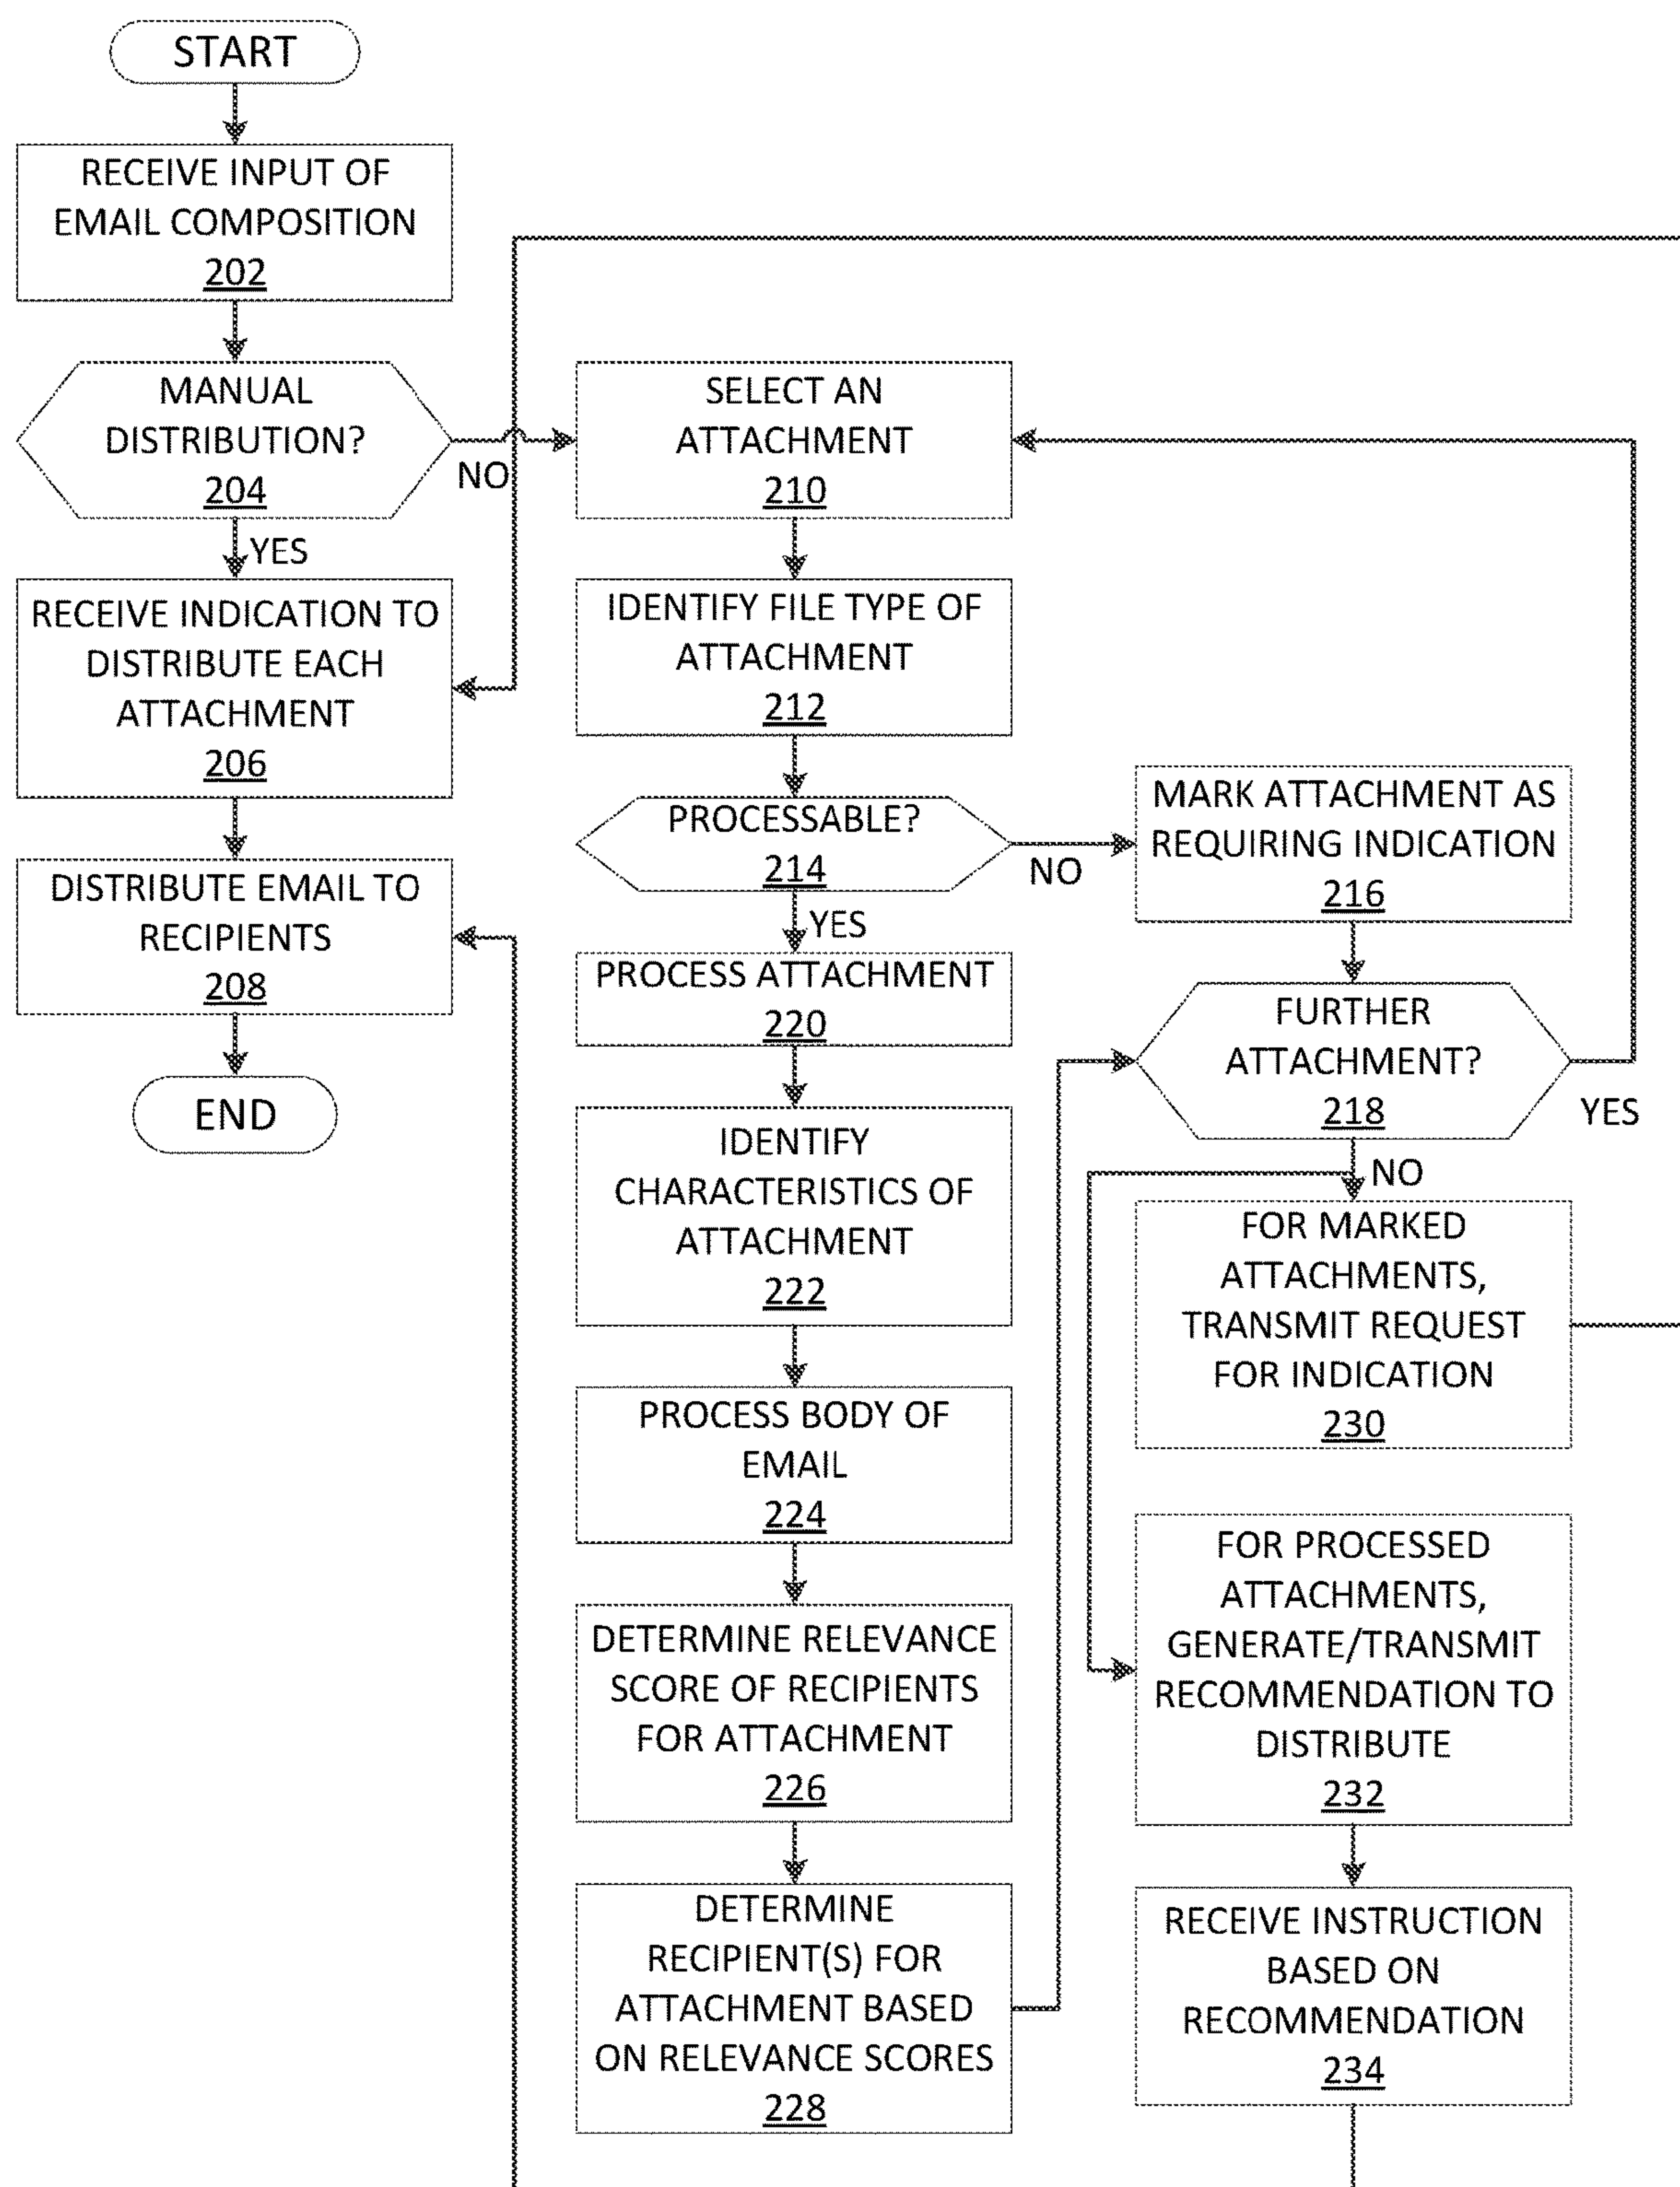 START
RECEIVE INPUT OF
EMAIL COMPOSITION
202
MANUAL
DISTRIBUTION?
204
NO
YES
RECEIVE INDICATION TO
DISTRIBUTE EACH
ATTACHMENT
206
DISTRIBUTE EMAIL TO
RECIPIENTS
208
END
SELECT AN
ATTACHMENT
210
IDENTIFY FILE TYPE OF
ATTACHMENT
212
PROCESSABLE?
214
NO
YES
MARK ATTACHMENT AS
REQUIRING INDICATION
216
FURTHER
ATTACHMENT?
218
YES
NO
PROCESS ATTACHMENT
220
IDENTIFY
CHARACTERISTICS OF
ATTACHMENT
222
PROCESS BODY OF
EMAIL
224
DETERMINE RELEVANCE
SCORE OF RECIPIENTS
FOR ATTACHMENT
226
DETERMINE
RECIPIENT(S) FOR
ATTACHMENT BASED
ON RELEVANCE SCORES
228
FOR MARKED
ATTACHMENTS,
TRANSMIT REQUEST
FOR INDICATION
230
FOR PROCESSED
ATTACHMENTS,
GENERATE/TRANSMIT
RECOMMENDATION TO
DISTRIBUTE
232
RECEIVE INSTRUCTION
BASED ON
RECOMMENDATION
234